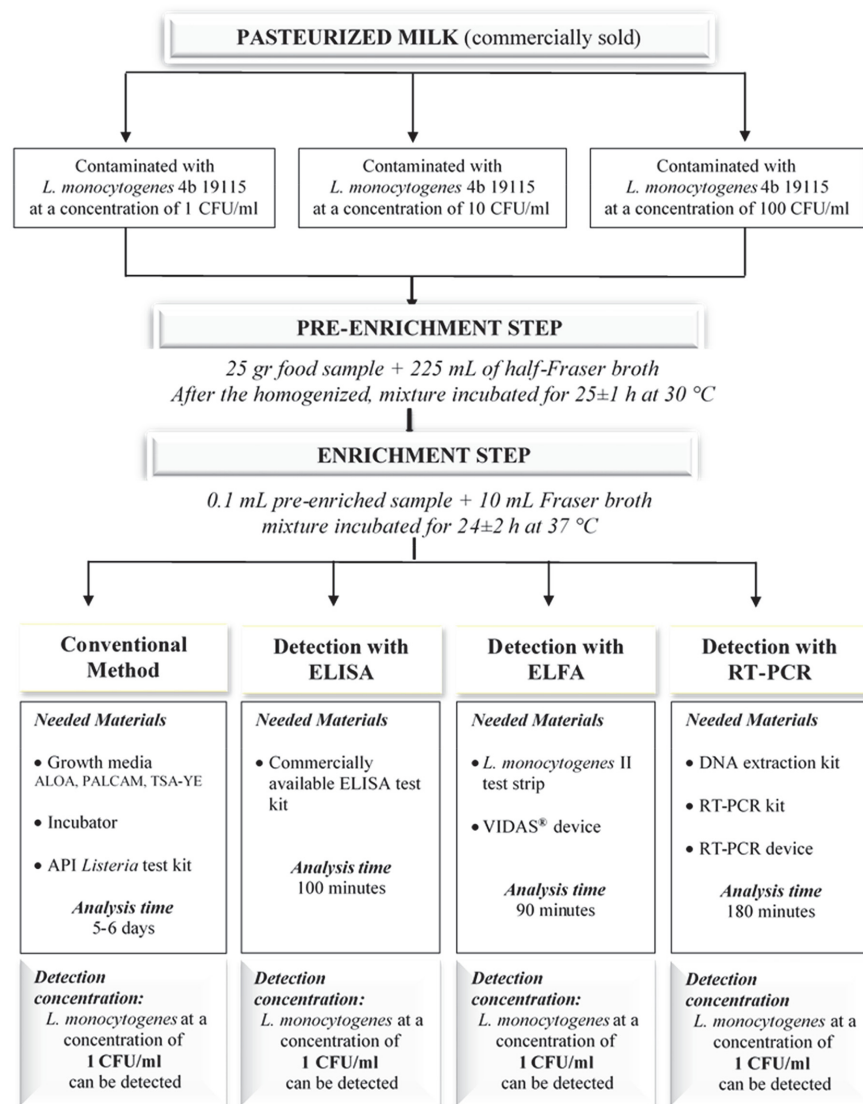 PASTEURIZED MILK (commercially sold)
Contaminated with
L. monocytogenes 4b 19115
at a concentration of 1 CFU/ml
Contaminated with
L. monocytogenes 4b 19115
at a concentration of 10 CFU/ml
Contaminated with
L. monocytogenes 4b 19115
at a concentration of 100 CFU/ml
PRE-ENRICHMENT STEP
25 gr food sample + 225 mL of half-Fraser broth
After the homogenized, mixture incubated for 25±1 h at 30 °C
ENRICHMENT STEP
0.1 mL pre-enriched sample + 10 mL Fraser broth
mixture incubated for 24±2 h at 37 °C
Conventional
Method
Needed Materials
• Growth media
ALOA, PALCAM, TSA-YE
• Incubator
• API Listeria test kit
Analysis time
5-6 days
Detection
concentration:
L. monocytogenes at a
concentration of
1 CFU/ml
can be detected
Detection with
ELISA
Needed Materials
• Commercially
available ELISA test
kit
Analysis time
100 minutes
Detection
concentration:
L. monocytogenes at a
concentration of
1 CFU/ml
can be detected
Detection with
ELFA
Needed Materials
• L. monocytogenes II
test strip
• VIDAS® device
Analysis time
90 minutes
Detection
concentration:
L. monocytogenes at a
concentration of
1 CFU/ml
can be detected
Detection with
RT-PCR
Needed Materials
• DNA extraction kit
• RT-PCR kit
• RT-PCR device
Analysis time
180 minutes
Detection
concentration
L. monocytogenes at a
concentration of
1 CFU/ml
can be detected